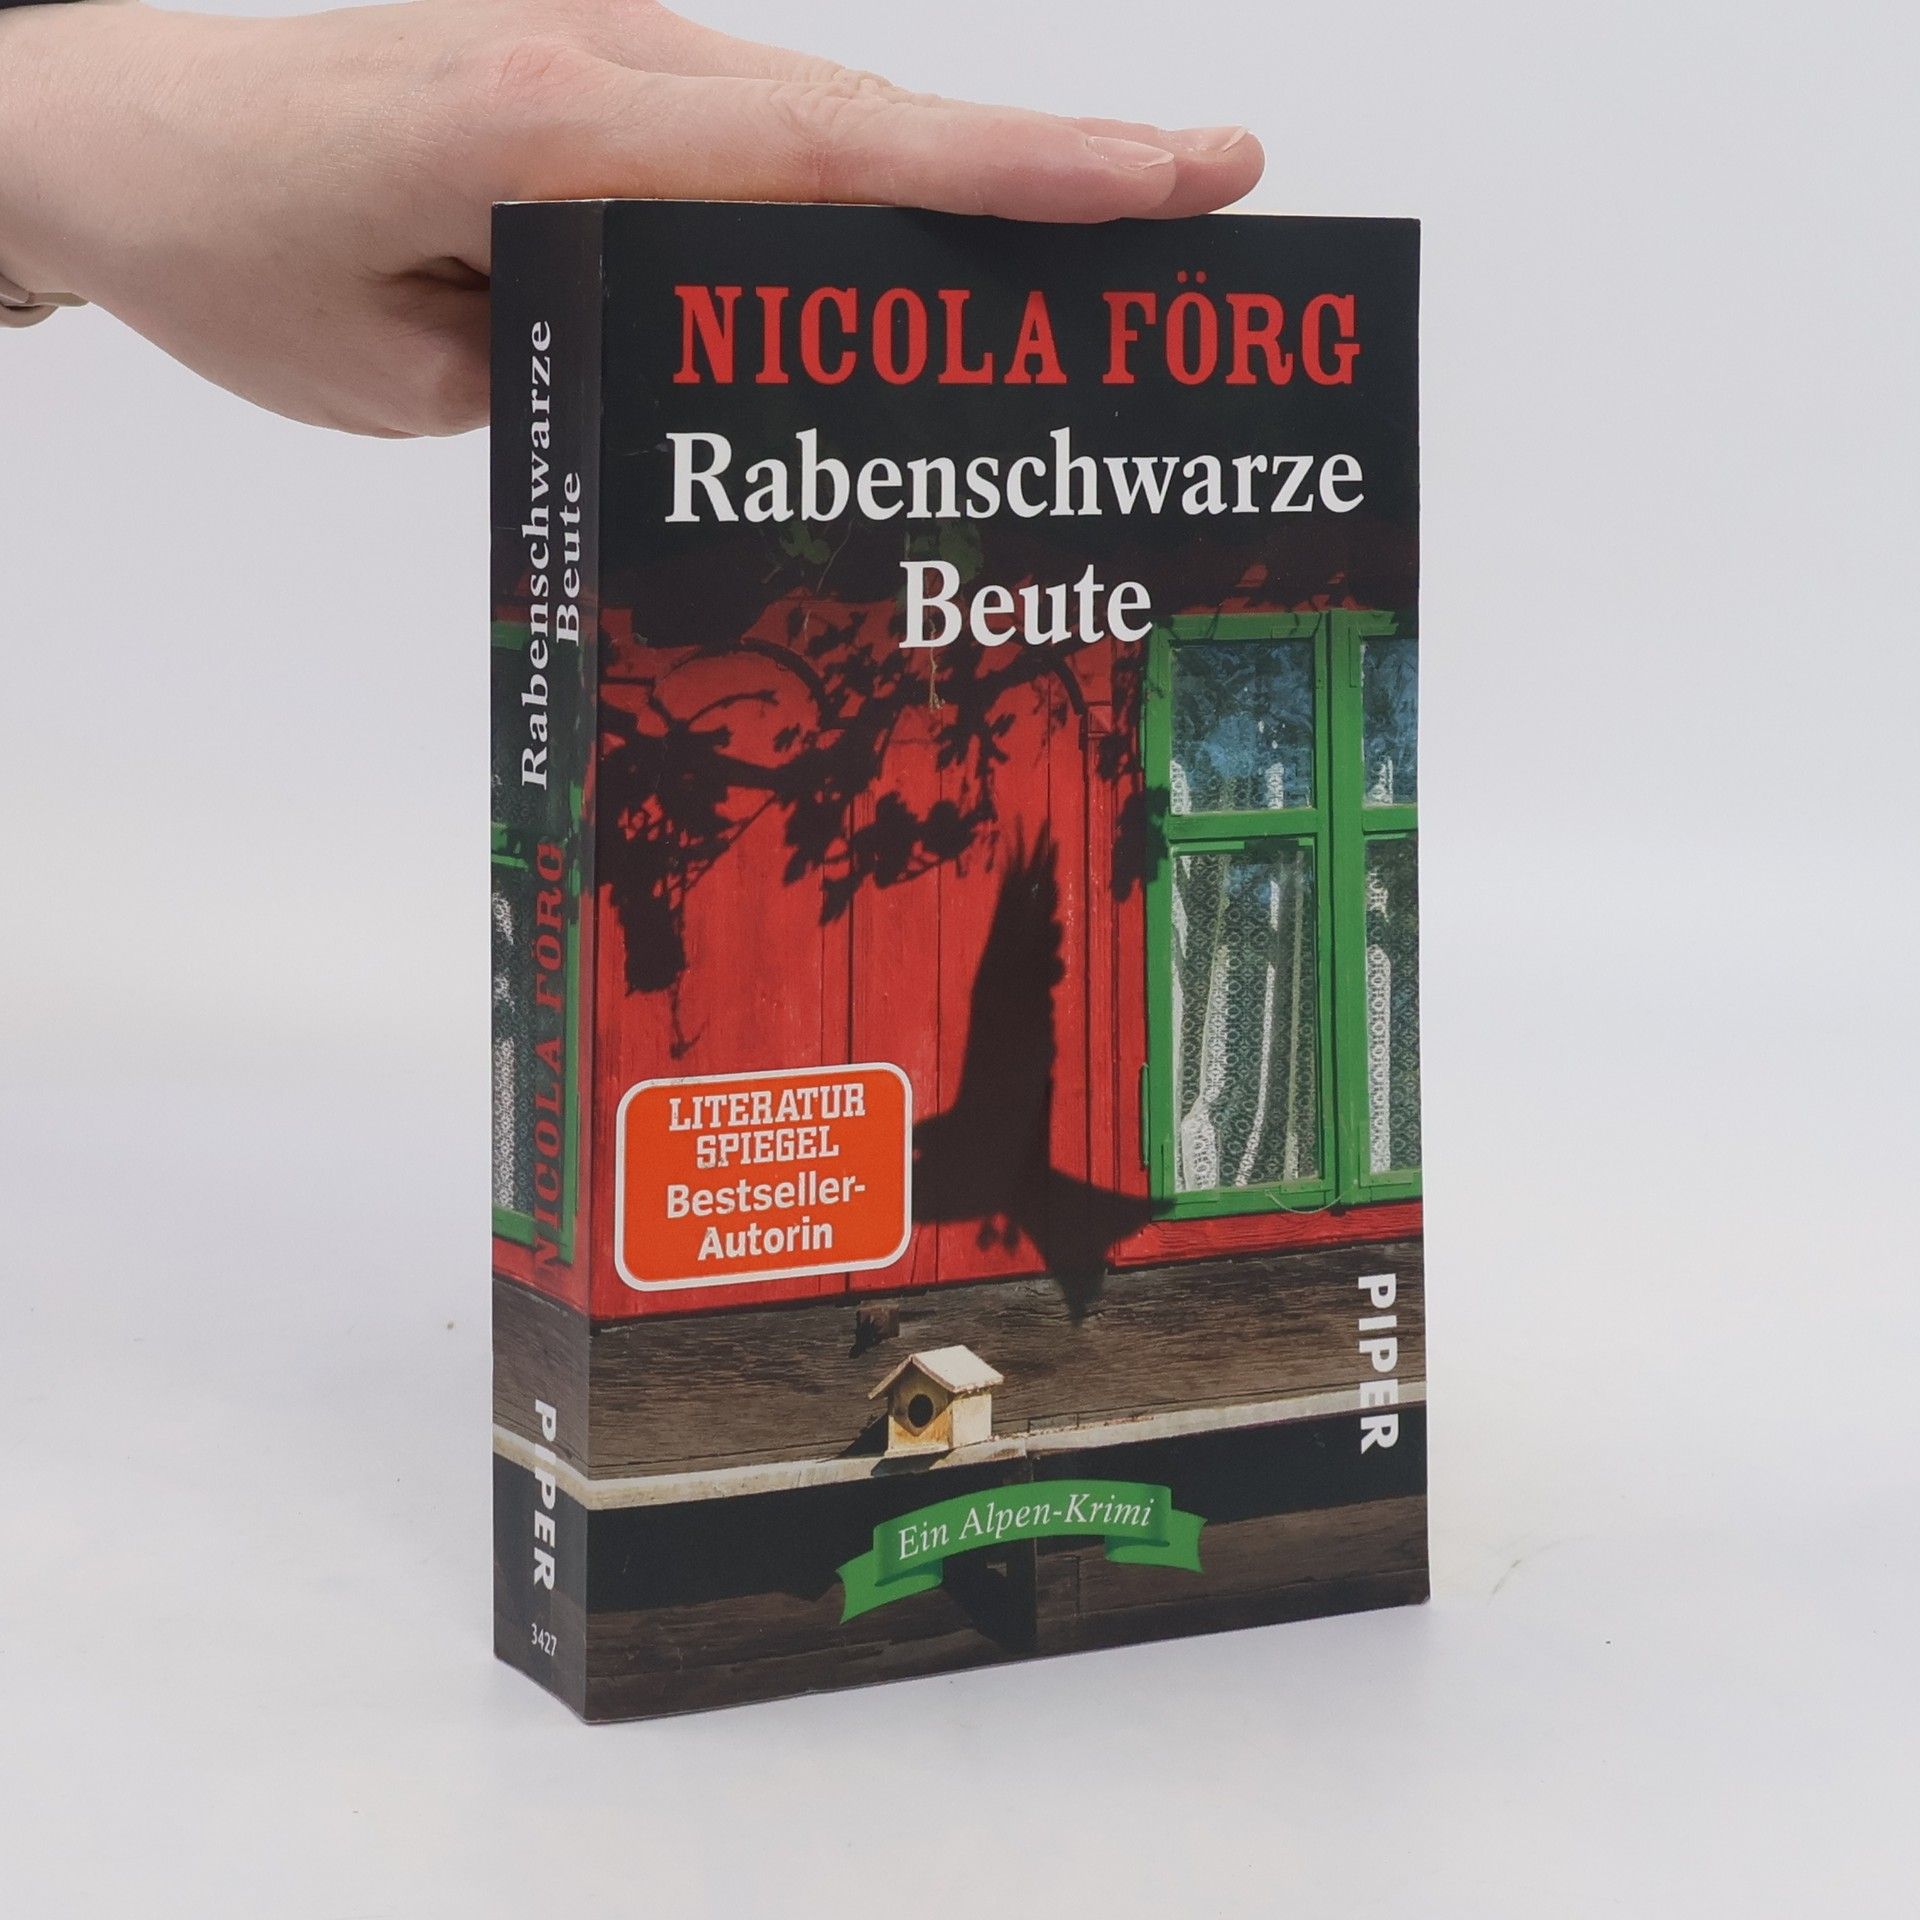 NICOLA FÖRG
Rabenschwarze
Beute
LITERATUR
SPIEGEL
Bestseller-
Autorin
PIPER
Ein Alpen-Krimi
Rabenschwarze
Beute
NICOLA FÖRG
PIPER
3427